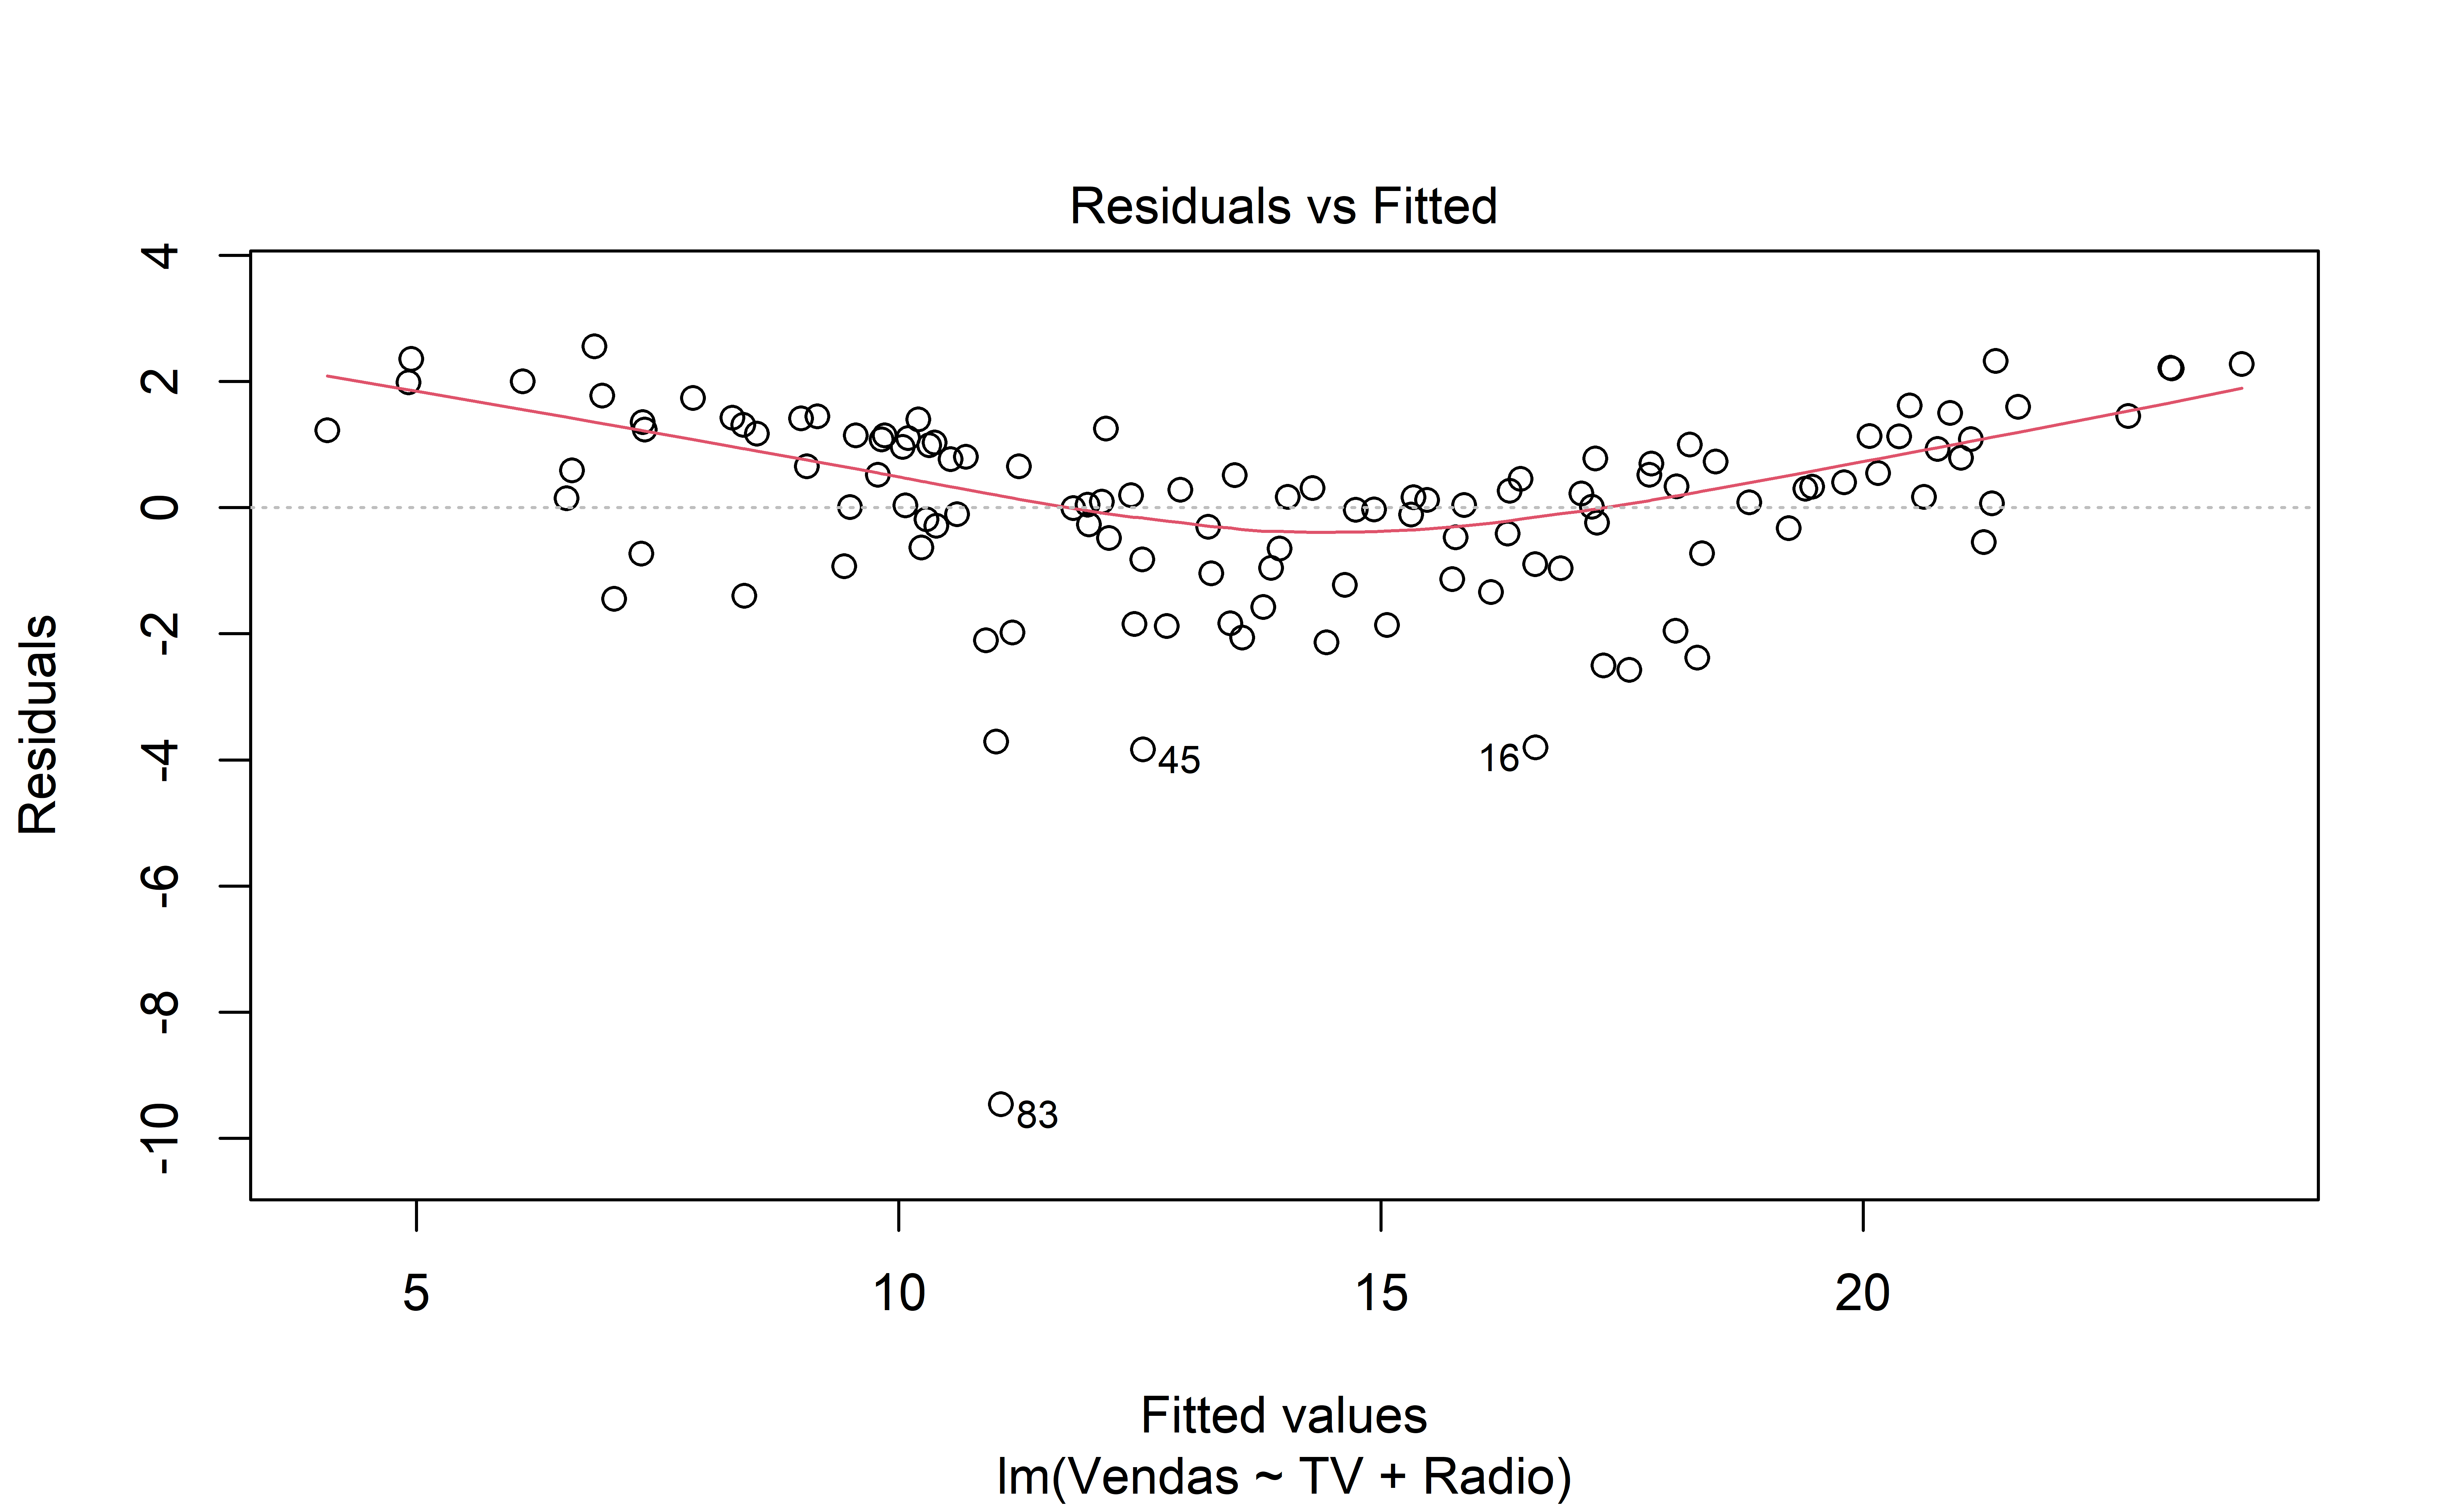 Residuals vs Fitted
4
2
0
-2
-4
-6
-8
-10
Residuals
45
16
83
5 10 15 20
Fitted values
lm(Vendas ~ TV + Radio)